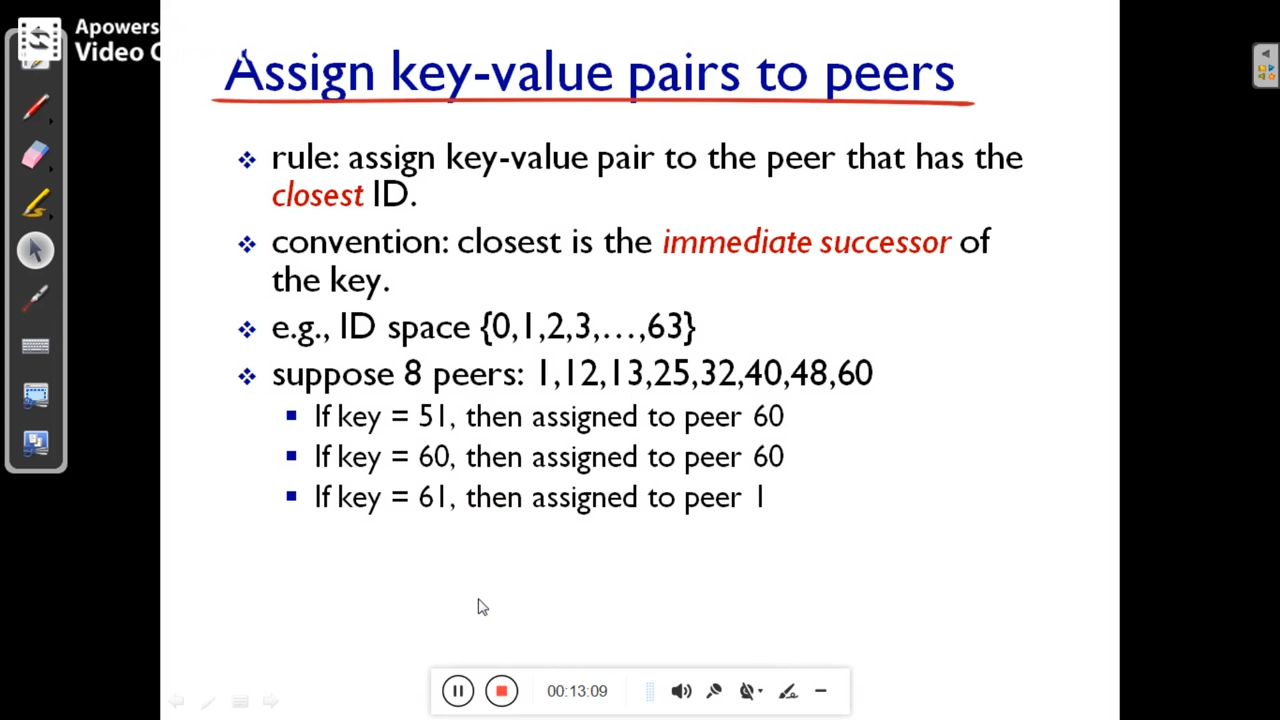 Apowers
Video C
Assign key-value pairs to peers
❖ rule: assign key-value pair to the peer that has the
closest ID.
❖ convention: closest is the immediate successor of
the key.
❖ e.g., ID space {0,1,2,3,…,63}
❖ suppose 8 peers: 1,12,13,25,32,40,48,60
▪ If key = 51, then assigned to peer 60
▪ If key = 60, then assigned to peer 60
▪ If key = 61, then assigned to peer 1
00:13:09